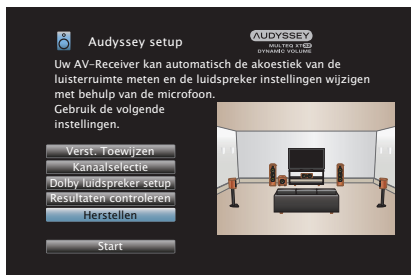 Audyssey setup
AUDYSSEY
MULTEQ XT32
DYNAMIC VOLUME
Uw AV-Receiver kan automatisch de akoestiek van de
luisterruimte meten en de luidspreker instellingen wijzigen
met behulp van de microfoon.
Gebruik de volgende
instellingen.
Verst. Toewijzen
Kanaalselectie
Dolby luidspreker setup
Resultaten controleren
Herstellen
Start